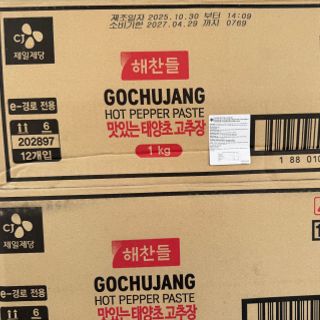 제조일자 2025.10.30 부터 14:09
소비기한 2027.04.29 까지 0769
CJ
제일제당
해찬들
GOCHUJANG
HOT PEPPER PASTE
맛있는 태양초 고추장
1 kg
e-경로 전용
6
202897
12개입
1 88010
CJ
제일제당
해찬들
GOCHUJANG
HOT PEPPER PASTE
맛있는 태양초 고추장
e-경로 전용
6